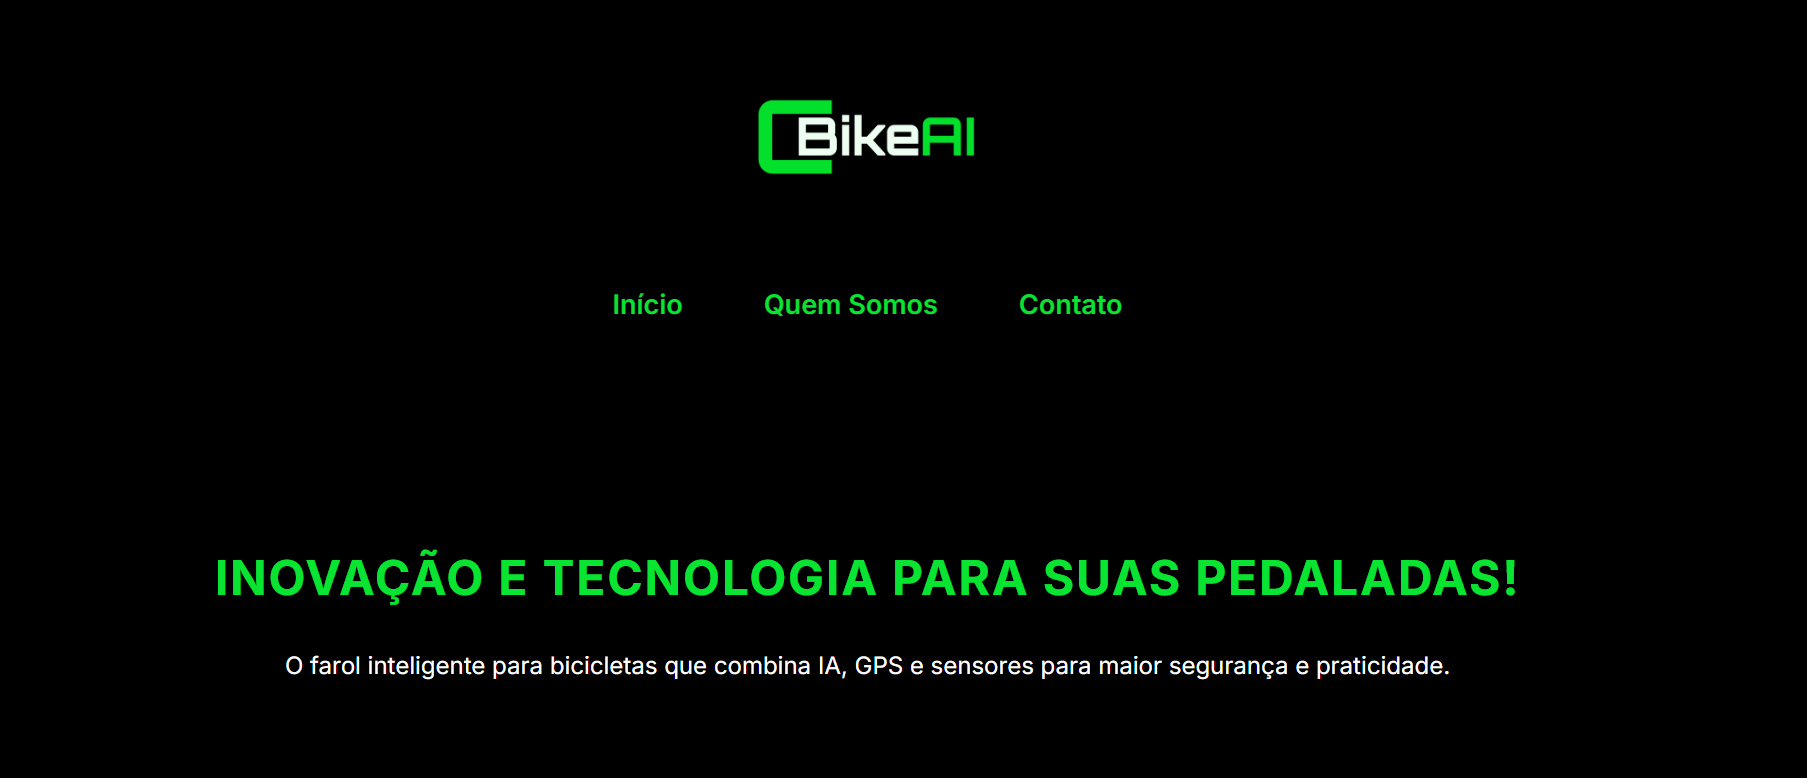 BikeAI
Início Quem Somos Contato
INOVAÇÃO E TECNOLOGIA PARA SUAS PEDALADAS!
O farol inteligente para bicicletas que combina IA, GPS e sensores para maior segurança e praticidade.